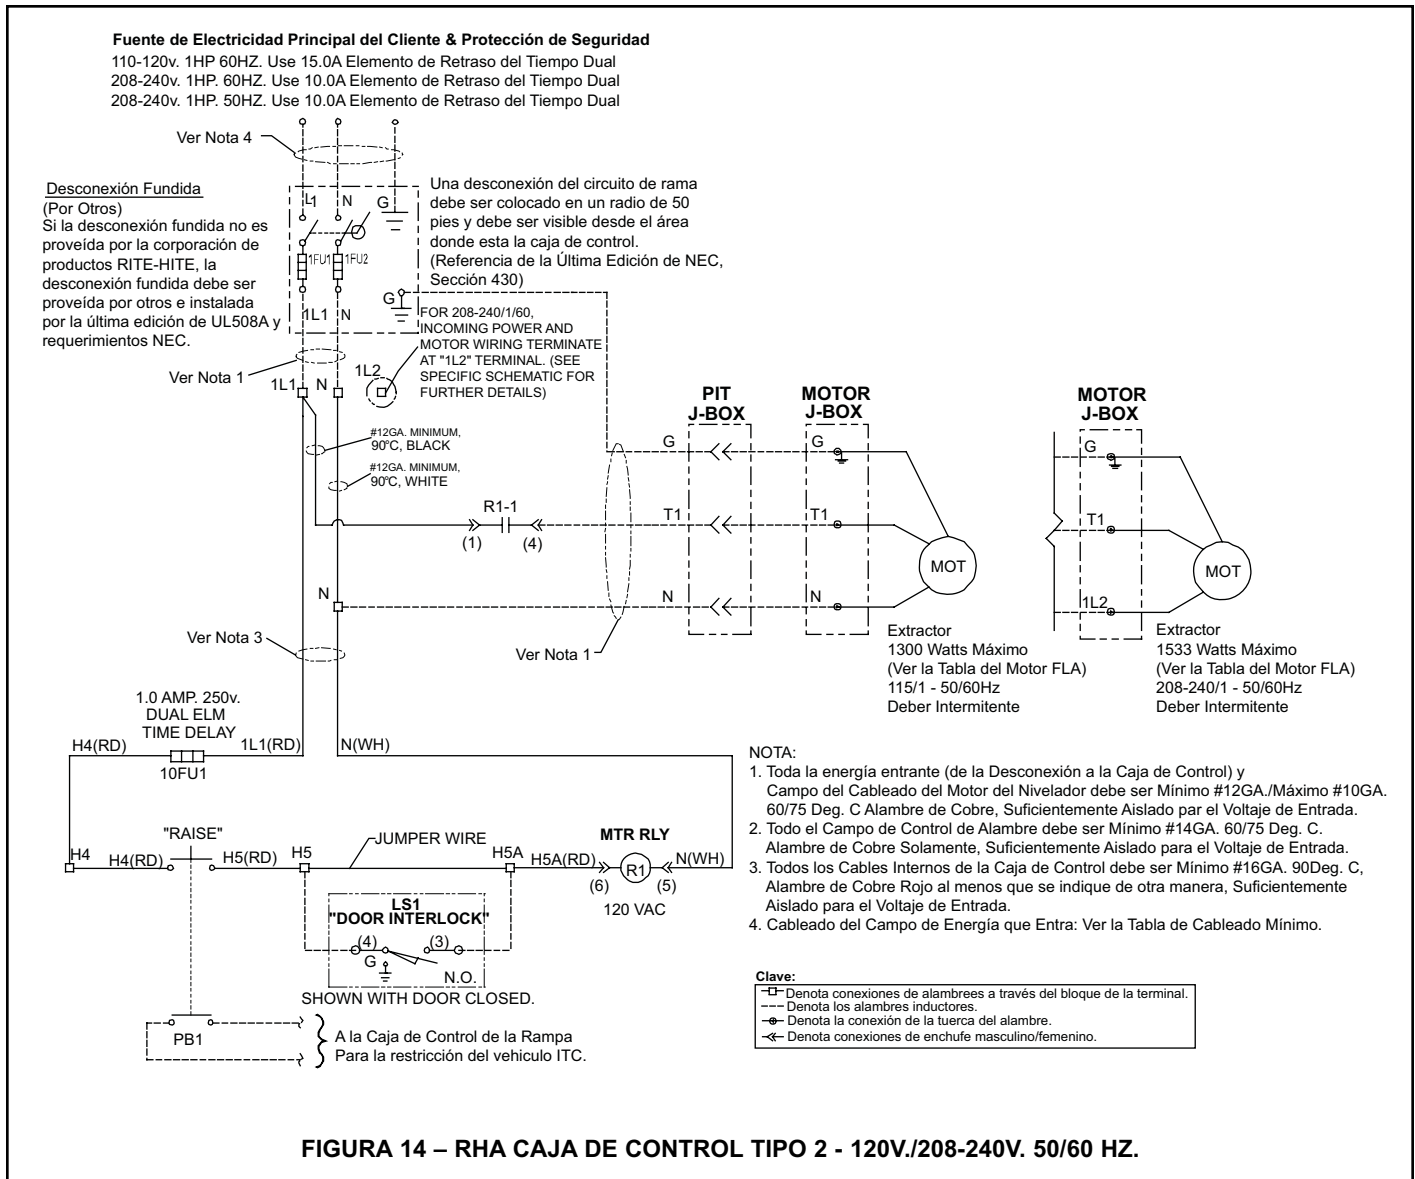 Fuente de Electricidad Principal del Cliente & Protección de Seguridad
110-120v. 1HP 60HZ. Use 15.0A Elemento de Retraso del Tiempo Dual
208-240v. 1HP. 60HZ. Use 10.0A Elemento de Retraso del Tiempo Dual
208-240v. 1HP. 50HZ. Use 10.0A Elemento de Retraso del Tiempo Dual
Ver Nota 4
Desconexión Fundida
(Por Otros)
Si la desconexión fundida no es
proveída por la corporación de
productos RITE-HITE, la
desconexión fundida debe ser
proveída por otros e instalada
por la última edición de UL508A y
requerimientos NEC.
L1 N G
1FU1 1FU2
1L1 N
Una desconexión del circuito de rama
debe ser colocado en un radio de 50
pies y debe ser visible desde el área
donde esta la caja de control.
(Referencia de la Última Edición de NEC,
Sección 430)
G
FOR 208-240/1/60,
INCOMING POWER AND
MOTOR WIRING TERMINATE
AT "1L2" TERMINAL. (SEE
SPECIFIC SCHEMATIC FOR
FURTHER DETAILS)
Ver Nota 1
1L1 N 1L2
#12GA. MINIMUM,
90°C, BLACK
#12GA. MINIMUM,
90°C, WHITE
R1-1
(1) (4)
N
Ver Nota 3
Ver Nota 1
PIT
J-BOX
G
T1
N
MOTOR
J-BOX
G
T1
N
MOT
Extractor
1300 Watts Máximo
(Ver la Tabla del Motor FLA)
115/1 - 50/60Hz
Deber Intermitente
MOTOR
J-BOX
G
T1
1L2
MOT
Extractor
1533 Watts Máximo
(Ver la Tabla del Motor FLA)
208-240/1 - 50/60Hz
Deber Intermitente
1.0 AMP. 250v.
DUAL ELM
TIME DELAY
H4(RD) 1L1(RD) N(WH)
10FU1
"RAISE"
H4 H4(RD) H5(RD) H5
JUMPER WIRE
H5A H5A(RD)
MTR RLY
R1
N(WH)
(6) (5)
120 VAC
LS1
"DOOR INTERLOCK"
(4) (3)
G
N.O.
SHOWN WITH DOOR CLOSED.
PB1
A la Caja de Control de la Rampa
Para la restricción del vehiculo ITC.
NOTA:
1. Toda la energía entrante (de la Desconexión a la Caja de Control) y
Campo del Cableado del Motor del Nivelador debe ser Mínimo #12GA./Máximo #10GA.
60/75 Deg. C Alambre de Cobre, Suficientemente Aislado par el Voltaje de Entrada.
2. Todo el Campo de Control de Alambre debe ser Mínimo #14GA. 60/75 Deg. C.
Alambre de Cobre Solamente, Suficientemente Aislado para el Voltaje de Entrada.
3. Todos los Cables Internos de la Caja de Control debe ser Mínimo #16GA. 90Deg. C,
Alambre de Cobre Rojo al menos que se indique de otra manera, Suficientemente
Aislado para el Voltaje de Entrada.
4. Cableado del Campo de Energía que Entra: Ver la Tabla de Cableado Mínimo.
Clave:
Denota conexiones de alambrees a través del bloque de la terminal.
Denota los alambres inductores.
Denota la conexión de la tuerca del alambre.
Denota conexiones de enchufe masculino/femenino.
FIGURA 14 – RHA CAJA DE CONTROL TIPO 2 - 120V./208-240V. 50/60 HZ.